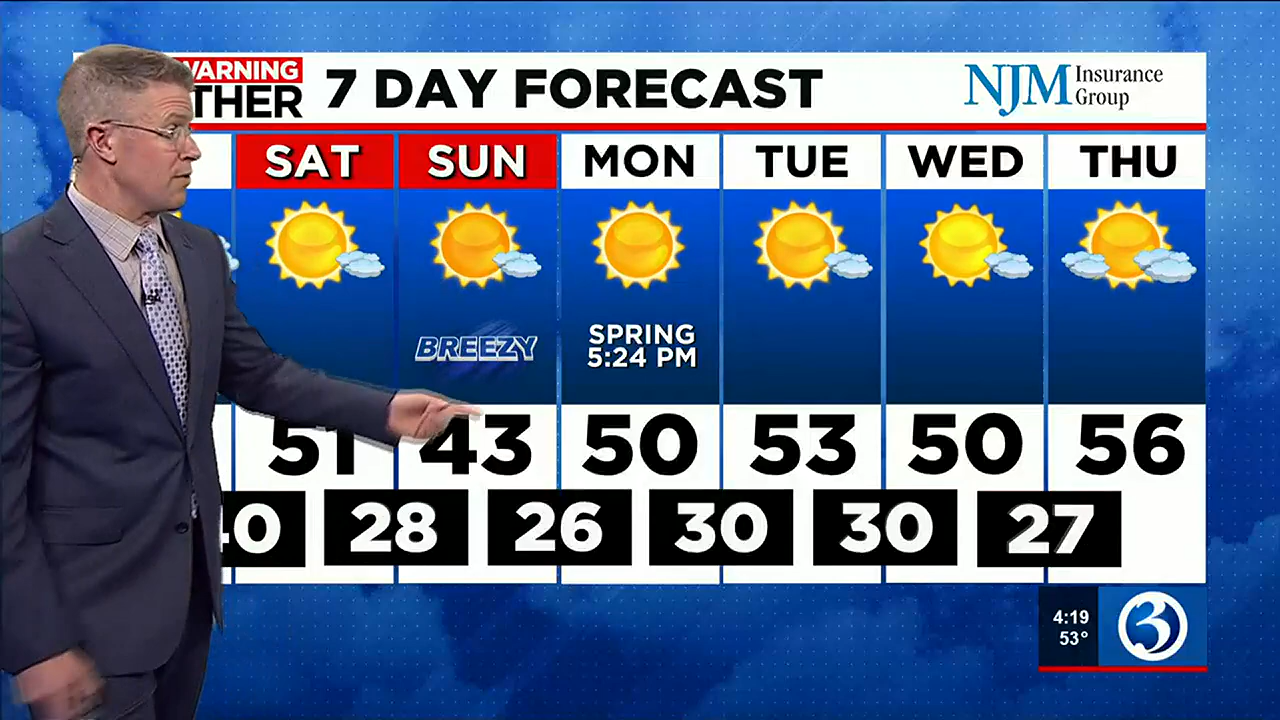 WARNING
THER
7 DAY FORECAST
NJM Insurance
Group
SAT SUN MON TUE WED THU
BREEZY
SPRING
5:24 PM
51 43 50 53 50 56
40 28 26 30 30 27
4:19
53°
3